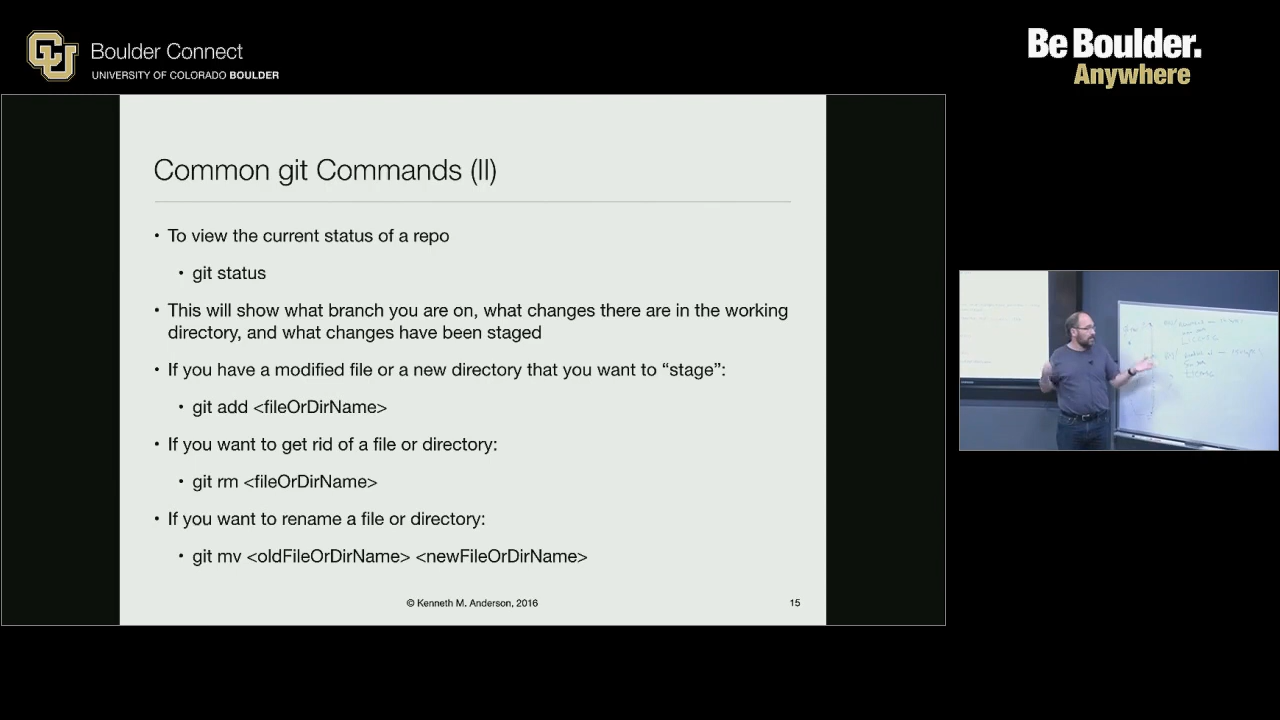 CU
Boulder Connect
UNIVERSITY OF COLORADO BOULDER
Be Boulder.
Anywhere
Common git Commands (II)
• To view the current status of a repo
• git status
• This will show what branch you are on, what changes there are in the working
directory, and what changes have been staged
• If you have a modified file or a new directory that you want to “stage”:
• git add <fileOrDirName>
• If you want to get rid of a file or directory:
• git rm <fileOrDirName>
• If you want to rename a file or directory:
• git mv <oldFileOrDirName> <newFileOrDirName>
© Kenneth M. Anderson, 2016
15